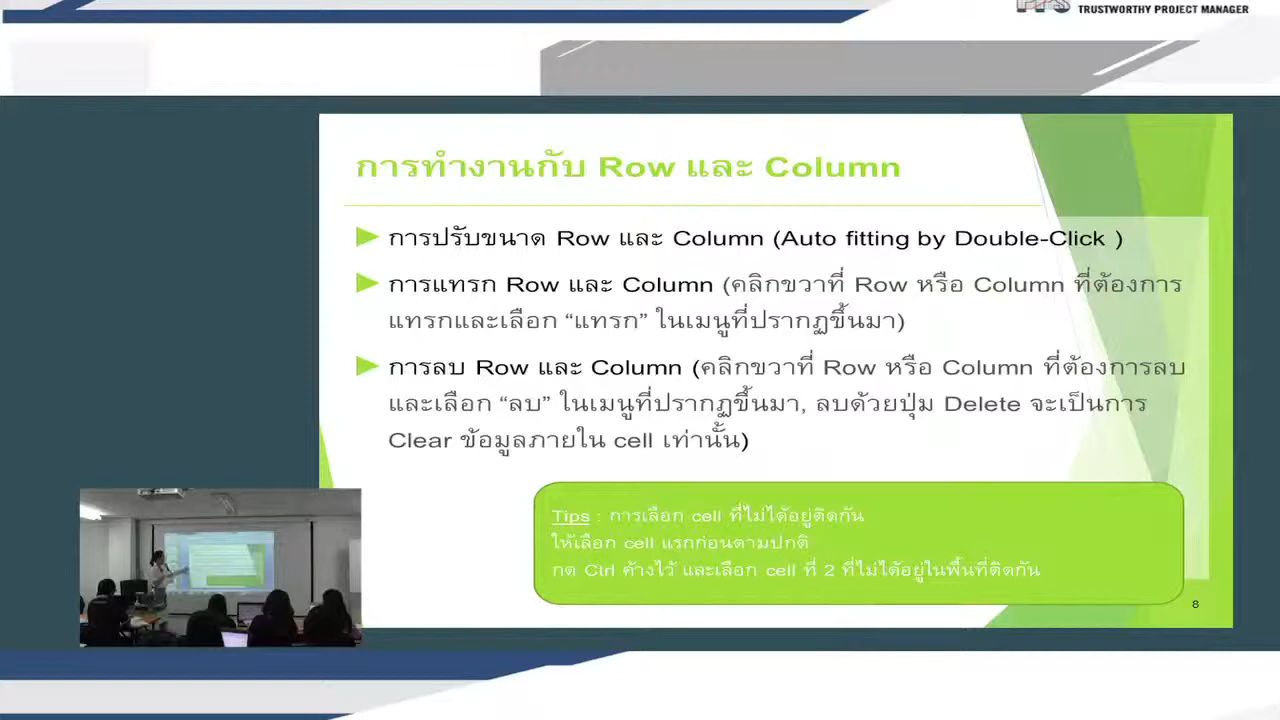 TRUSTWORTHY PROJECT MANAGER
การทำงานกับ Row และ Column
การปรับขนาด Row และ Column (Auto fitting by Double-Click )
การแทรก Row และ Column (คลิกขวาที่ Row หรือ Column ที่ต้องการ
แทรกและเลือก “แทรก” ในเมนูที่ปรากฏขึ้นมา)
การลบ Row และ Column (คลิกขวาที่ Row หรือ Column ที่ต้องการลบ
และเลือก “ลบ” ในเมนูที่ปรากฏขึ้นมา, ลบด้วยปุ่ม Delete จะเป็นการ
Clear ข้อมูลภายใน cell เท่านั้น)
Tips : การเลือก cell ที่ไม่ได้อยู่ติดกัน
ให้เลือก cell แรกก่อนตามปกติ
กด Ctrl ค้างไว้ และเลือก cell ที่ 2 ที่ไม่ได้อยู่ในพื้นที่ติดกัน
8